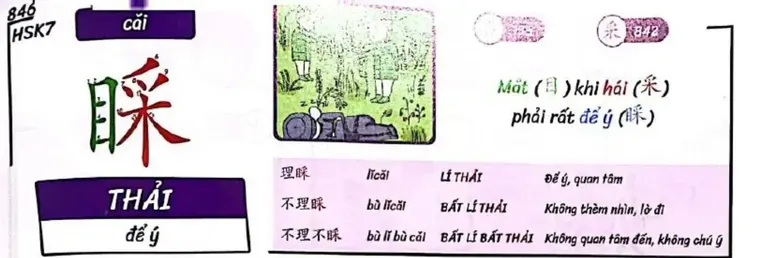 846
HSK7
cǎi
睬
THẢI
để ý
采 842
Mắt (目) khi hái (采)
phải rất để ý (睬)
理睬 lǐcǎi LÍ THẢI Để ý, quan tâm
不理睬 bù lǐcǎi BẤT LÍ THẢI Không thèm nhìn, lờ đi
不理不睬 bù lǐ bù cǎi BẤT LÍ BẤT THẢI Không quan tâm đến, không chú ý